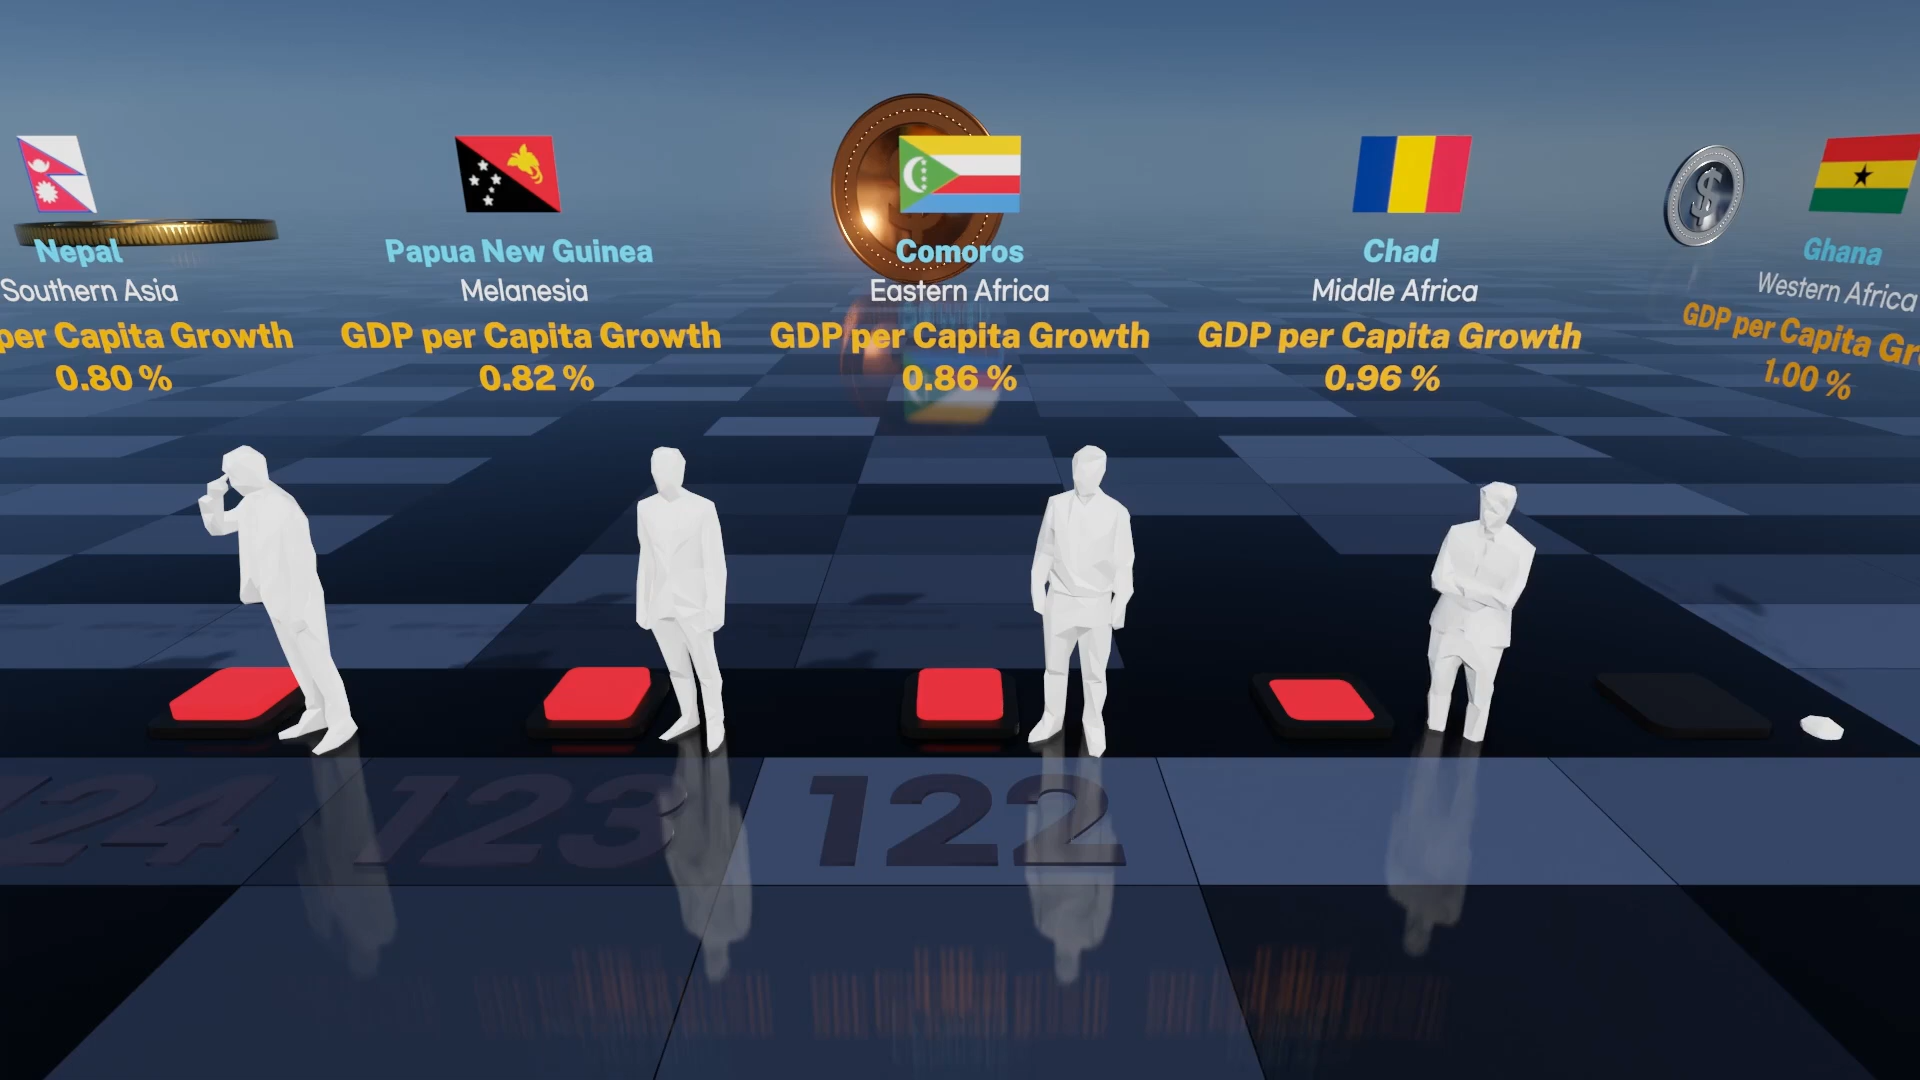 Nepal
Southern Asia
per Capita Growth
0.80 %
Papua New Guinea
Melanesia
GDP per Capita Growth
0.82 %
Comoros
Eastern Africa
GDP per Capita Growth
0.86 %
Chad
Middle Africa
GDP per Capita Growth
0.96 %
Ghana
Western Africa
GDP per Capita Gr
1.00 %
$
124
123
122